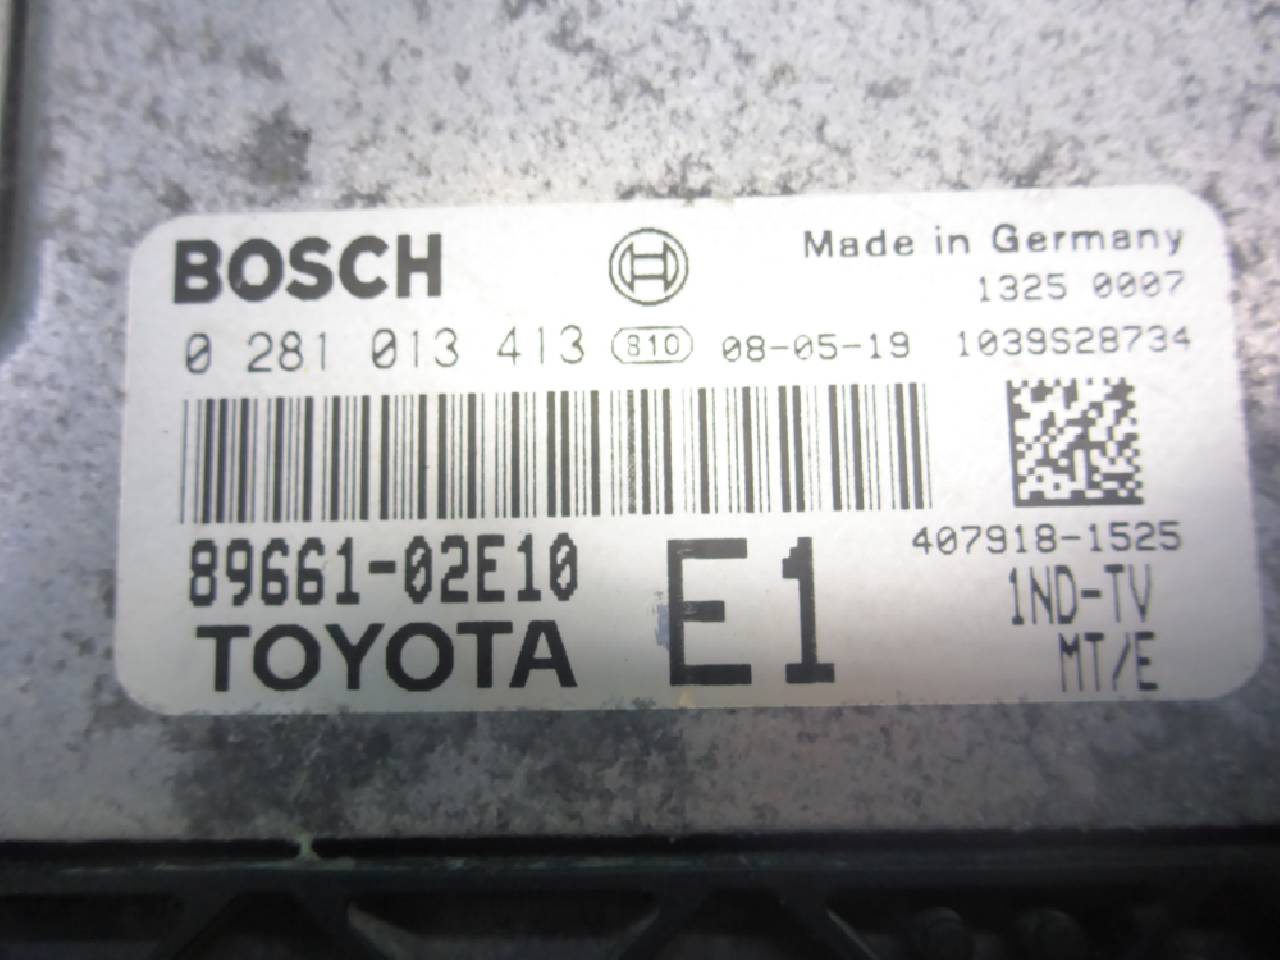 BOSCH
Made in Germany
1325 0007
0 281 013 413 810 08-05-19 1039S28734
407918-1525
89661-02E10 E1 1ND-TV
TOYOTA MT/E